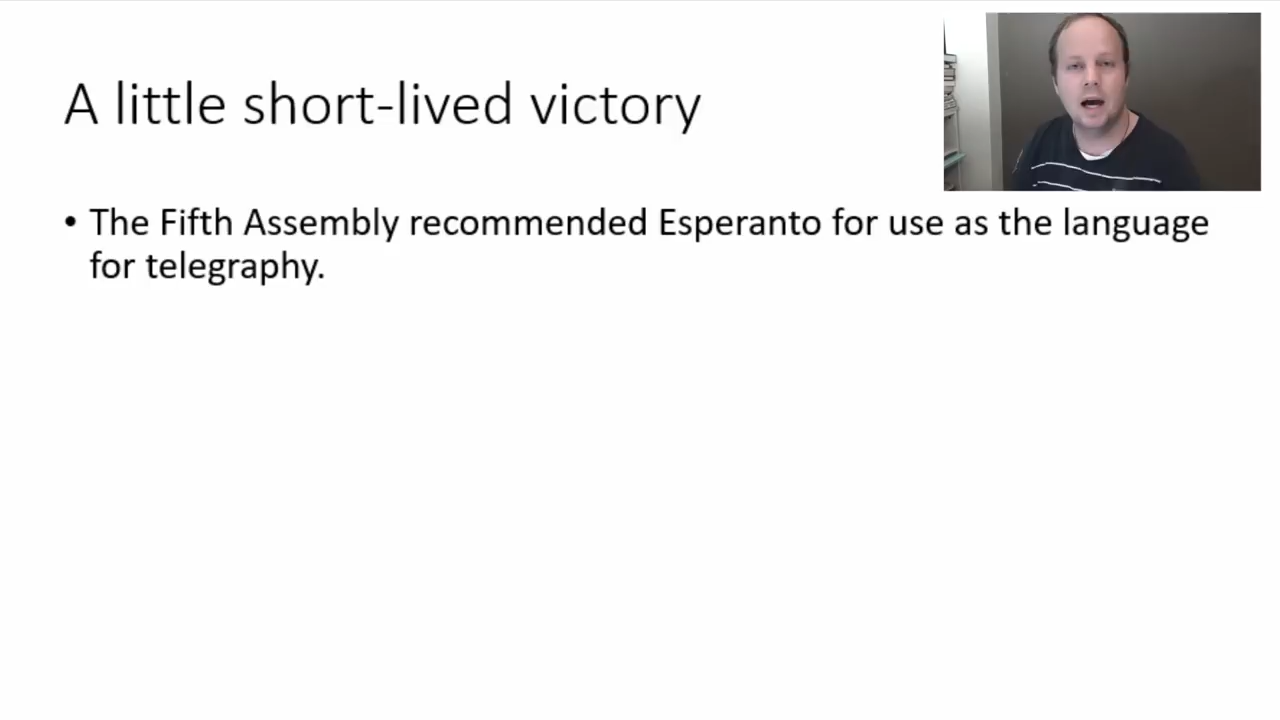 A little short-lived victory
• The Fifth Assembly recommended Esperanto for use as the language
for telegraphy.